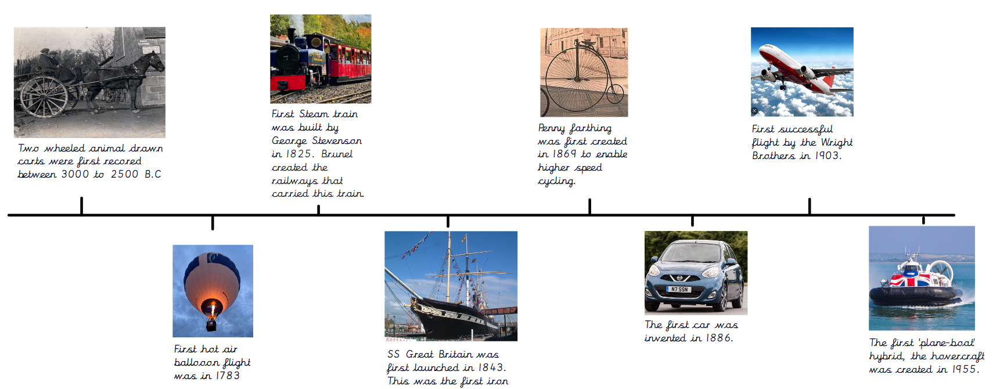 Two wheeled animal drawn
carts were first recored
between 3000 to 2500 B.C
First Steam train
was built by
George Stevenson
in 1825. Brunel
created the
railways that
carried this train.
Penny farthing
was first created
in 1869 to enable
higher speed
cycling.
First successful
flight by the Wright
Brothers in 1903.
First hot air
ballooon flight
was in 1783
SS Great Britain was
first launched in 1843.
This was the first iron
N7 SSN
The first car was
invented in 1886.
The first 'plane-boat'
hybrid, the hovercraft
was created in 1955.